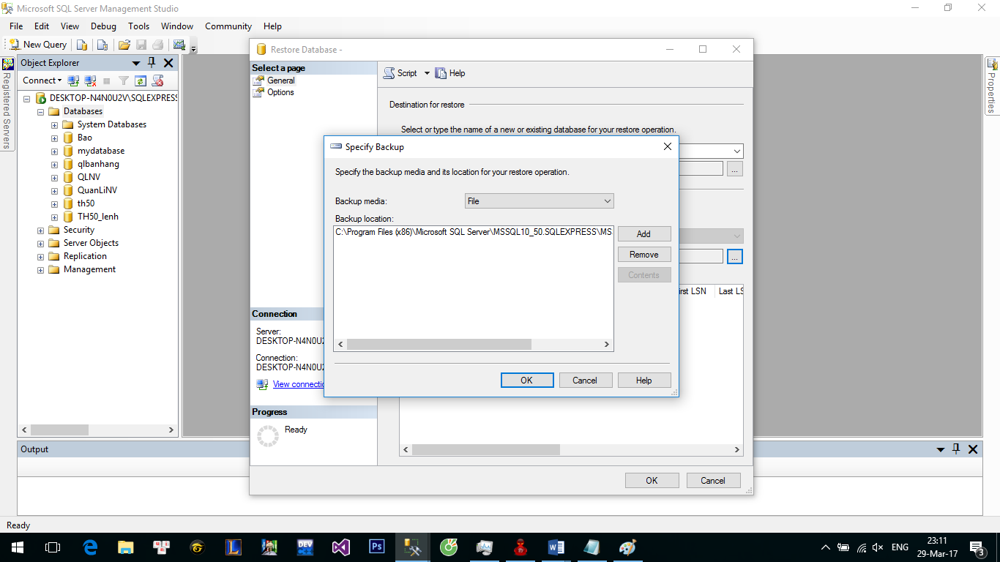 Microsoft SQL Server Management Studio
File Edit View Debug Tools Window Community Help
New Query
Registered Servers
Object Explorer
Connect
DESKTOP-N4N0U2V\SQLEXPRESS
Databases
System Databases
Bao
mydatabase
qlbanhang
QLNV
QuanLiNV
th50
TH50_lenh
Security
Server Objects
Replication
Management
Restore Database -
Select a page
General
Options
Script Help
Destination for restore
Select or type the name of a new or existing database for your restore operation.
...
...
First LSN Last LS
Connection
Server:
DESKTOP-N4N0U2
Connection:
DESKTOP-N4N0U2
View connectio
Progress
Ready
OK Cancel
Specify Backup
Specify the backup media and its location for your restore operation.
Backup media: File
Backup location:
C:\Program Files (x86)\Microsoft SQL Server\MSSQL10_50.SQLEXPRESS\MS
Add
Remove
Contents
OK Cancel Help
Properties
Output
Ready
DEV
Ps
ENG
23:11
29-Mar-17
3